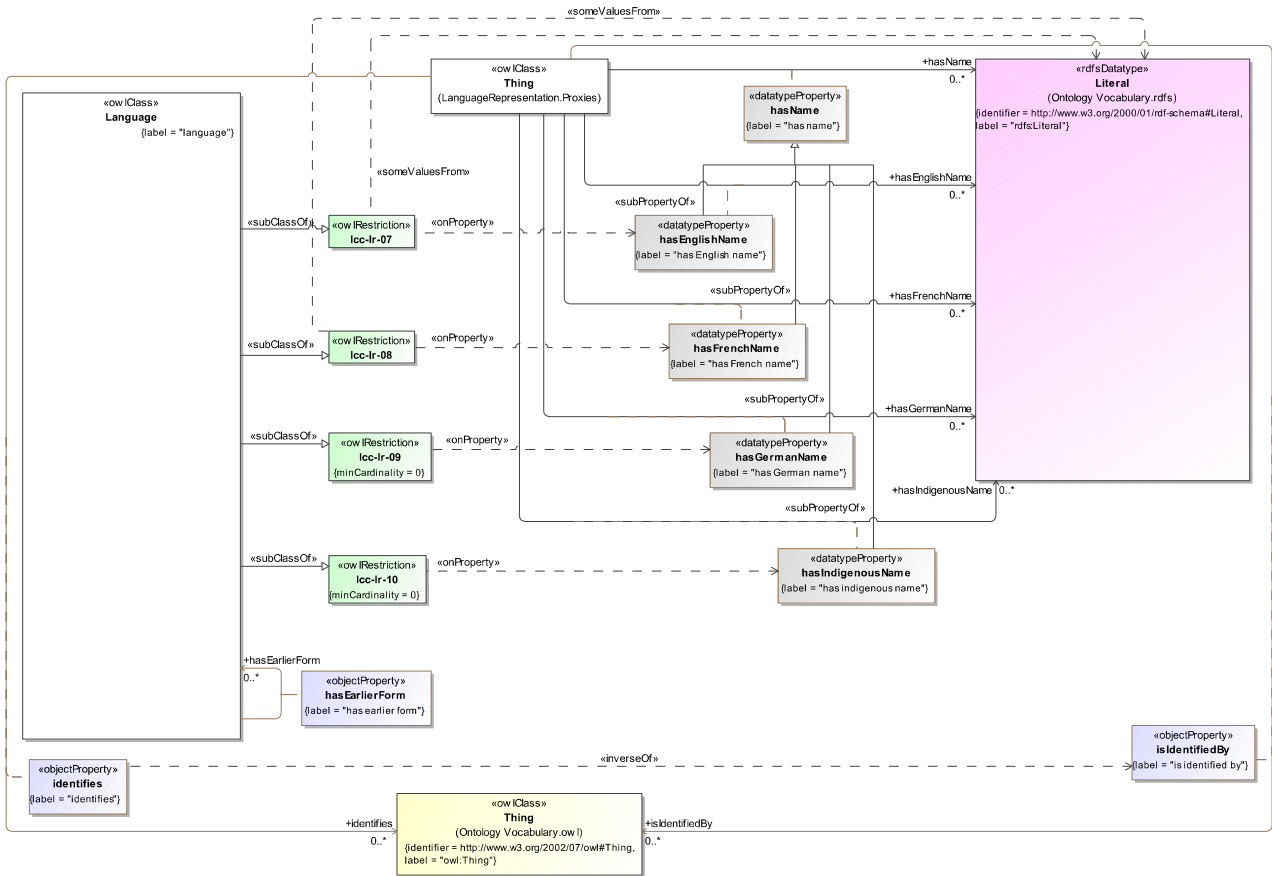 «someValuesFrom»
«owlClass»
Thing
(LanguageRepresentation.Proxies)
+hasName
0..*
«rdfsDatatype»
Literal
(Ontology Vocabulary.rdfs)
{identifier = http://www.w3.org/2000/01/rdf-schema#Literal,
label = "rdfs:Literal"}
«owlClass»
Language
{label = "language"}
«datatypeProperty»
hasName
{label = "has name"}
«someValuesFrom»
+hasEnglishName
0..*
«subPropertyOf»
«subClassOf»
«owlRestriction»
lcc-lr-07
«onProperty»
«datatypeProperty»
hasEnglishName
{label = "has English name"}
«subPropertyOf»
+hasFrenchName
0..*
«subClassOf»
«owlRestriction»
lcc-lr-08
«onProperty»
«datatypeProperty»
hasFrenchName
{label = "has French name"}
«subPropertyOf»
+hasGermanName
0..*
«subClassOf»
«owlRestriction»
lcc-lr-09
{minCardinality = 0}
«onProperty»
«datatypeProperty»
hasGermanName
{label = "has German name"}
+hasIndigenousName
0..*
«subPropertyOf»
«subClassOf»
«owlRestriction»
lcc-lr-10
{minCardinality = 0}
«onProperty»
«datatypeProperty»
hasIndigenousName
{label = "has indigenous name"}
+hasEarlierForm
0..*
«objectProperty»
hasEarlierForm
{label = "has earlier form"}
«objectProperty»
identifies
{label = "identifies"}
«inverseOf»
«objectProperty»
isIdentifiedBy
{label = "is identified by"}
+identifies
0..*
«owlClass»
Thing
(Ontology Vocabulary.owl)
{identifier = http://www.w3.org/2002/07/owl#Thing,
label = "owl:Thing"}
+isIdentifiedBy
0..*